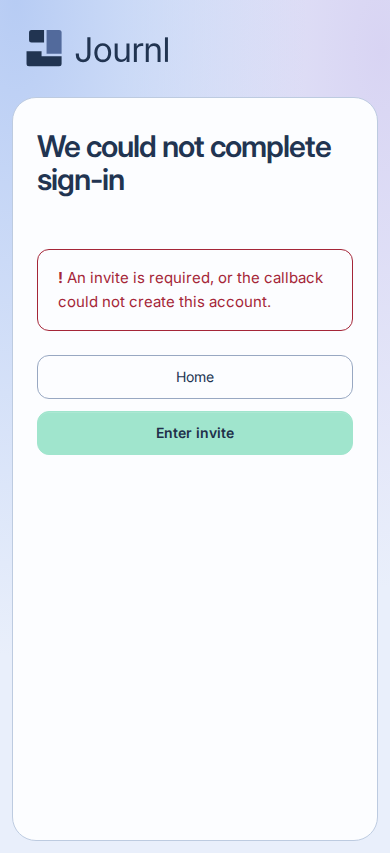 Journl
We could not complete
sign-in
! An invite is required, or the callback
could not create this account.
Home
Enter invite